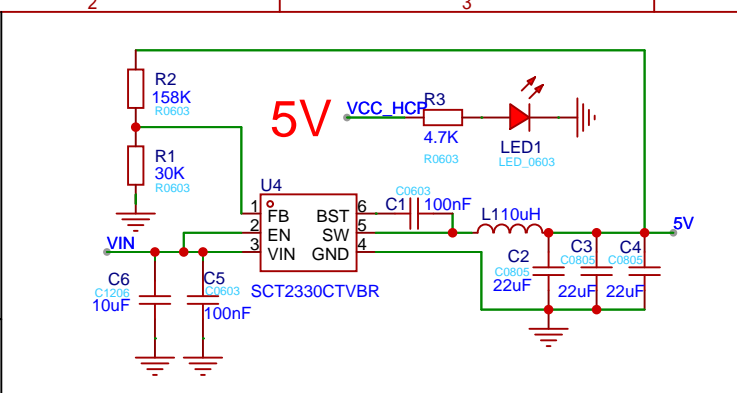 2
3
R2
158K
R0603
R1
30K
R0603
5V
VCC_HCP
R3
4.7K
R0603
LED1
LED_0603
U4
1
2
3
FB
EN
VIN
BST
SW
GND
6
5
4
SCT2330CTVBR
C0603
C1
100nF
L110uH
5V
C2
C0805
22uF
C3
C0805
22uF
C4
C0805
22uF
VIN
C6
C1206
10uF
C5
C0603
100nF